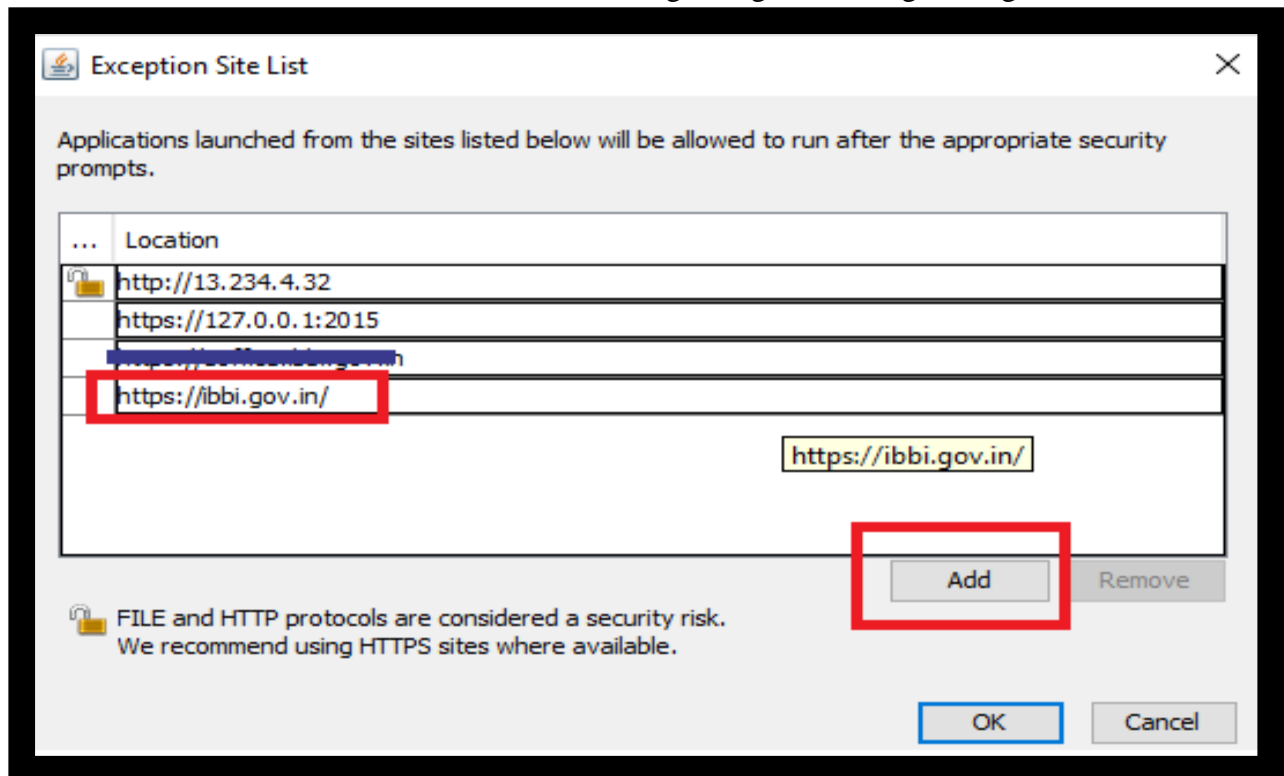 Exception Site List
Applications launched from the sites listed below will be allowed to run after the appropriate security
prompts.
... Location
http://13.234.4.32
https://127.0.0.1:2015
https://ibbi.gov.in/
https://ibbi.gov.in/
Add Remove
FILE and HTTP protocols are considered a security risk.
We recommend using HTTPS sites where available.
OK Cancel